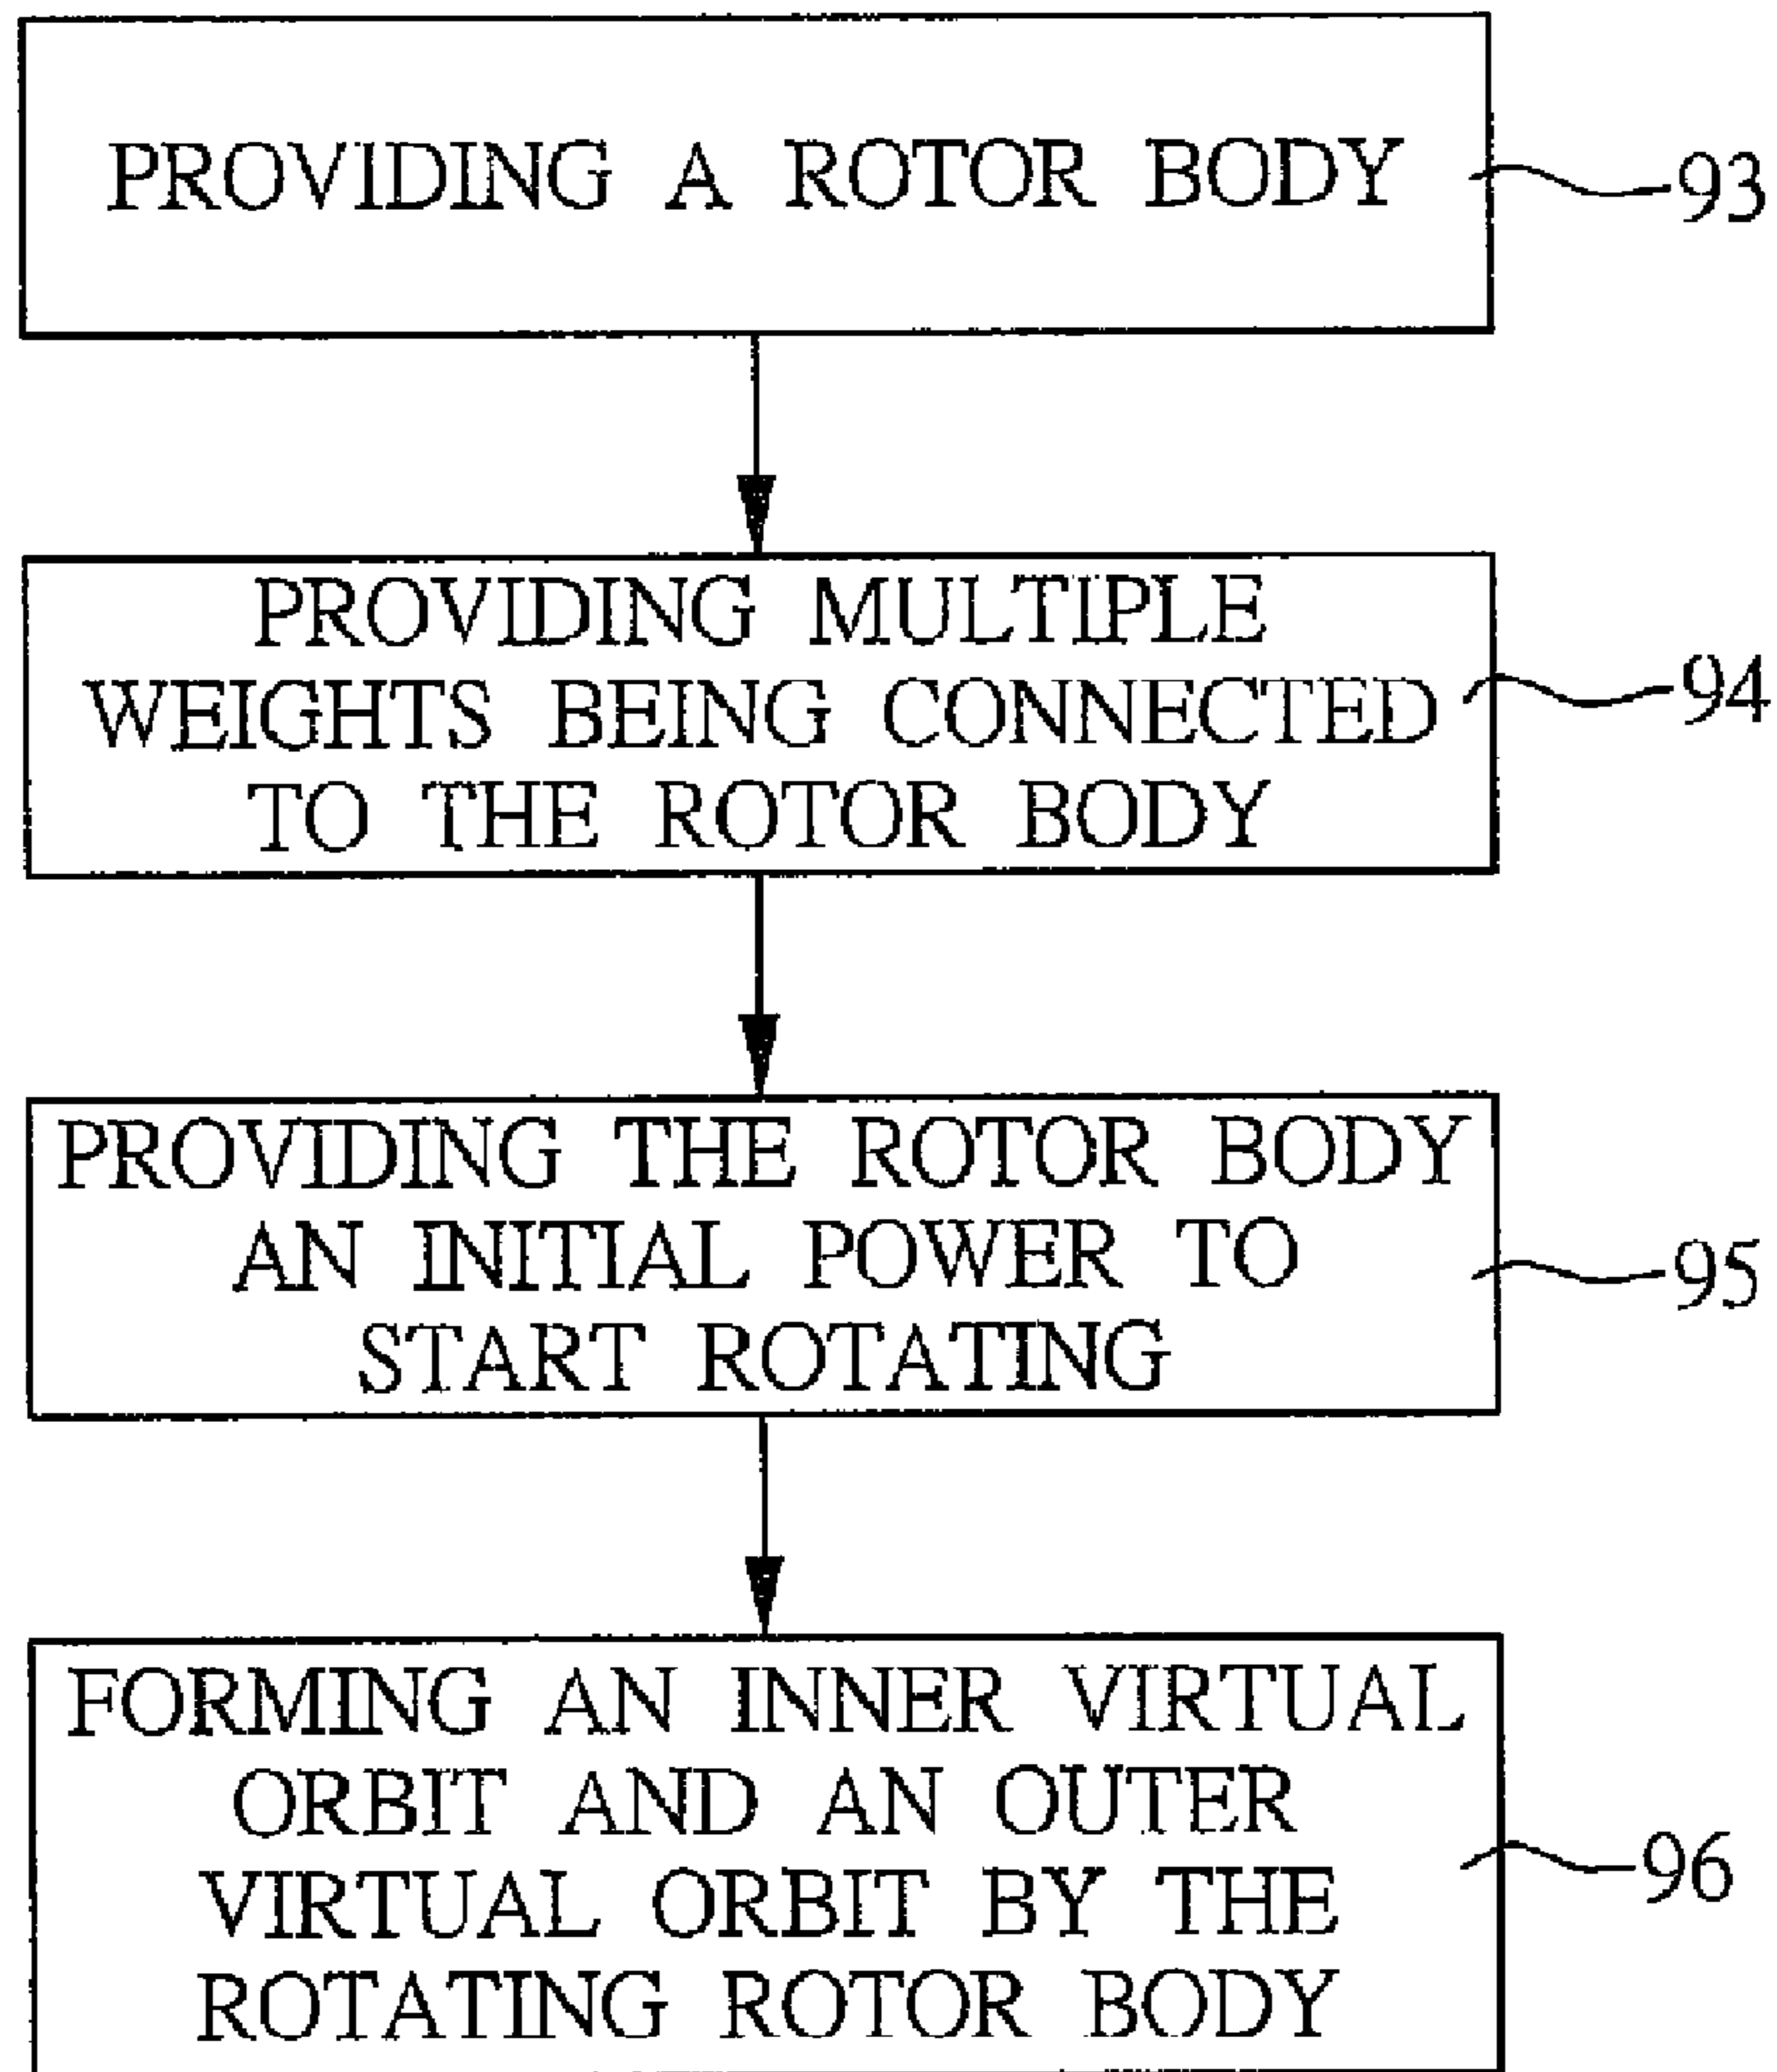 PROVIDING A ROTOR BODY
93
PROVIDING MULTIPLE
WEIGHTS BEING CONNECTED
TO THE ROTOR BODY
94
PROVIDING THE ROTOR BODY
AN INITIAL POWER TO
START ROTATING
95
FORMING AN INNER VIRTUAL
ORBIT AND AN OUTER
VIRTUAL ORBIT BY THE
ROTATING ROTOR BODY
96